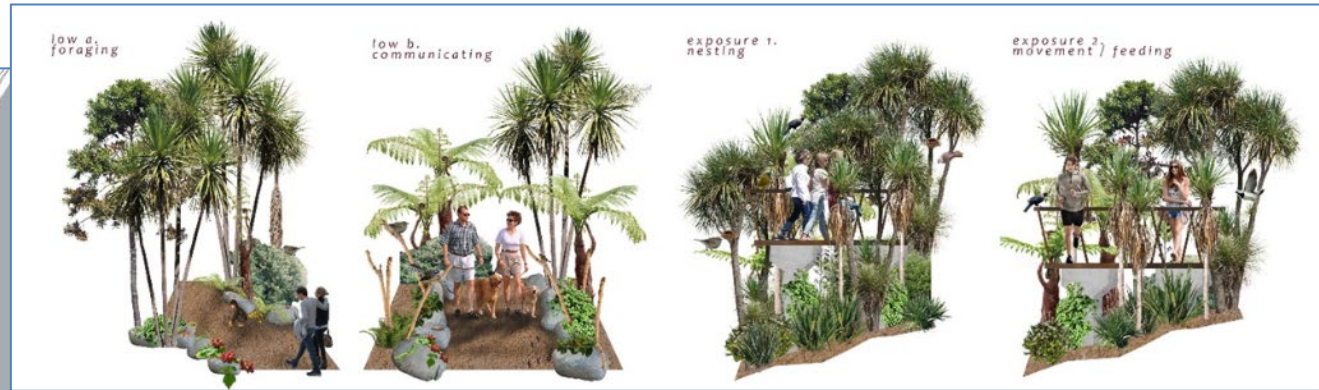 low a.
foraging
low b.
communicating
exposure 1.
nesting
exposure 2.
movement / feeding